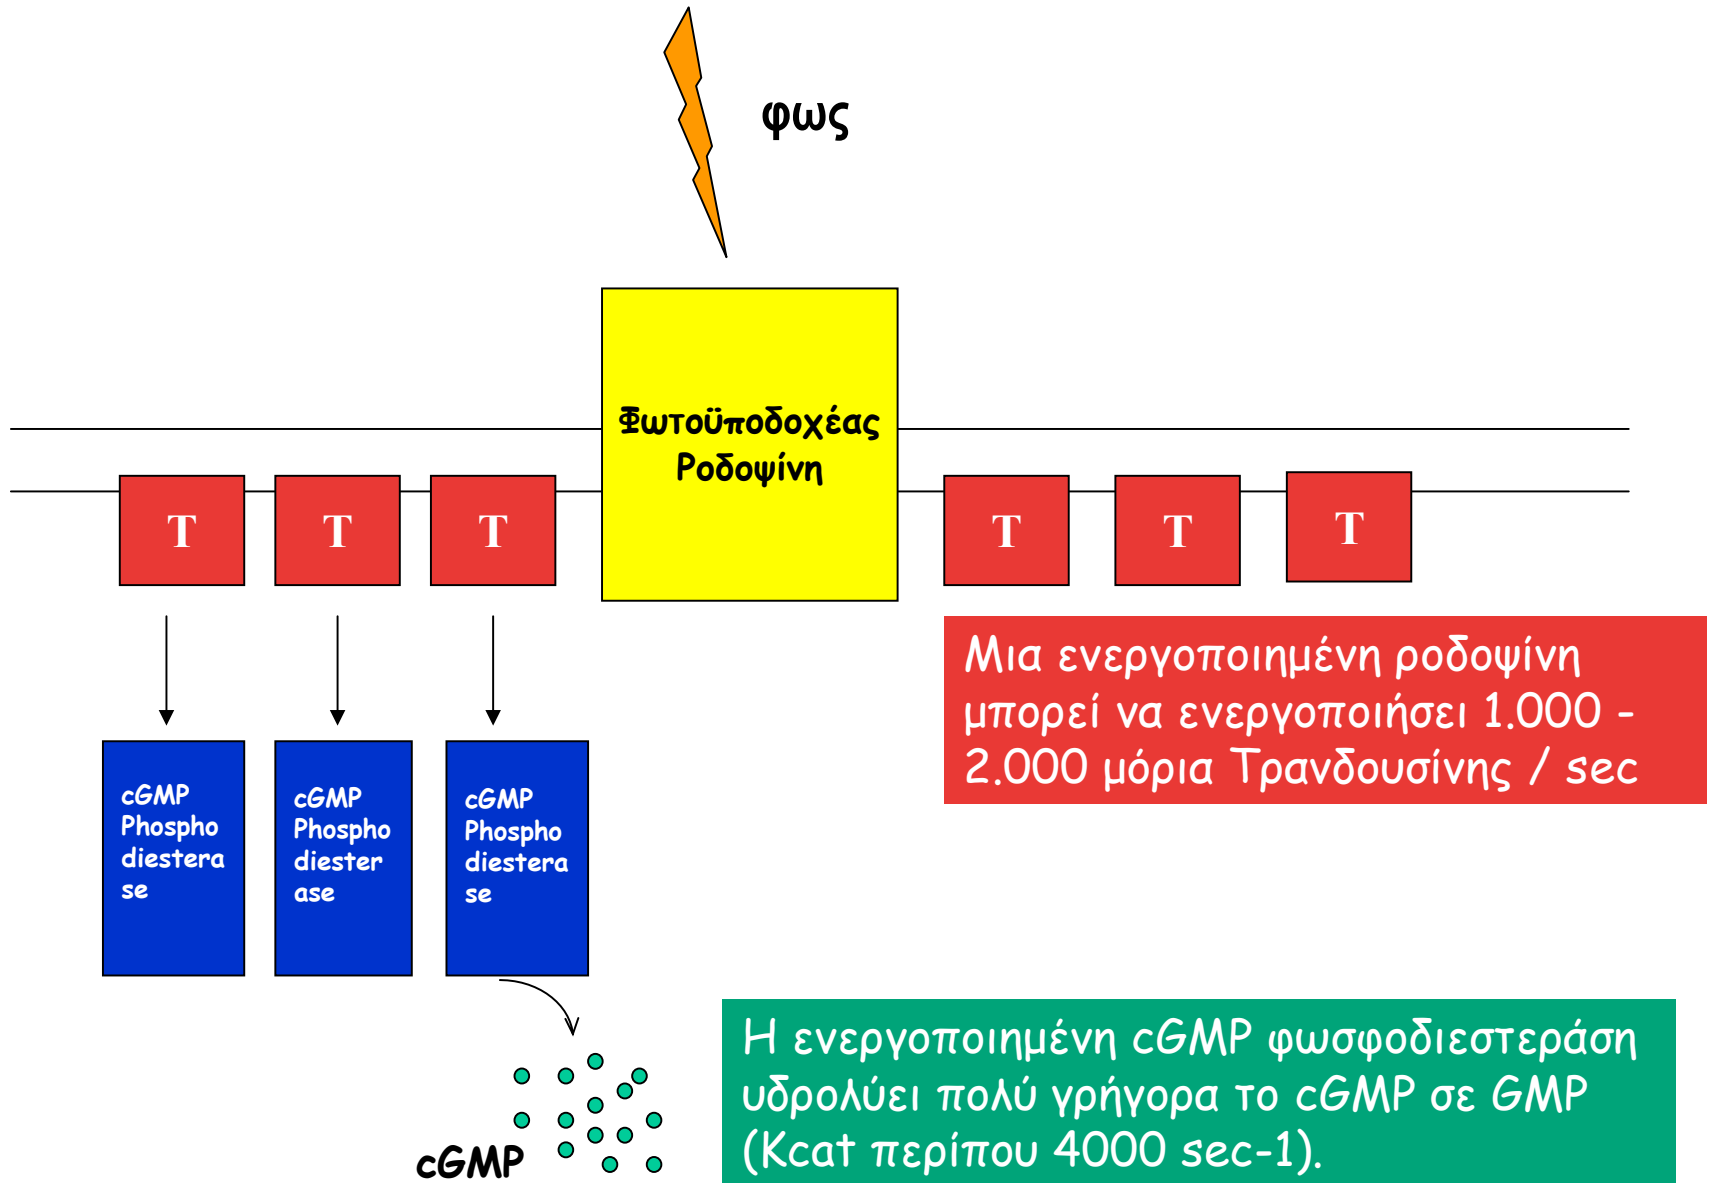 φως
Φωτοϋποδοχέας
Ροδοψίνη
T
T
T
T
T
T
Μια ενεργοποιημένη ροδοψίνη
μπορεί να ενεργοποιήσει 1.000 -
2.000 μόρια Τρανδουσίνης / sec
cGMP
Phospho
diestera
se
cGMP
Phospho
diester
ase
cGMP
Phospho
diestera
se
Η ενεργοποιημένη cGMP φωσφοδιεστεράση
υδρολύει πολύ γρήγορα το cGMP σε GMP
(Kcat περίπου 4000 sec-1).
cGMP